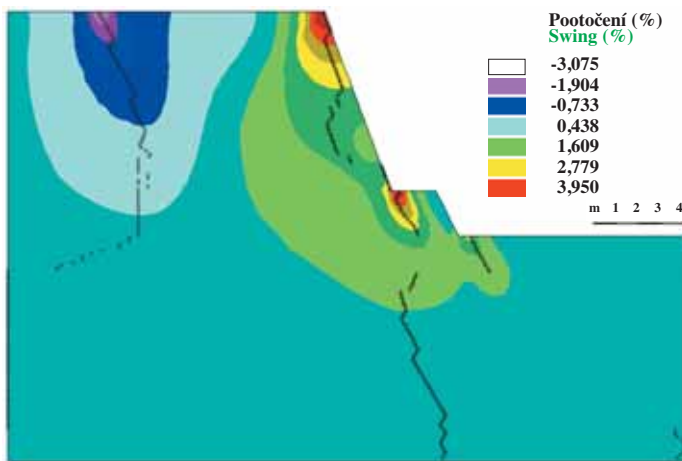 Pootočení (%)
Swing (%)
-3,075
-1,904
-0,733
0,438
1,609
2,779
3,950
m 1 2 3 4